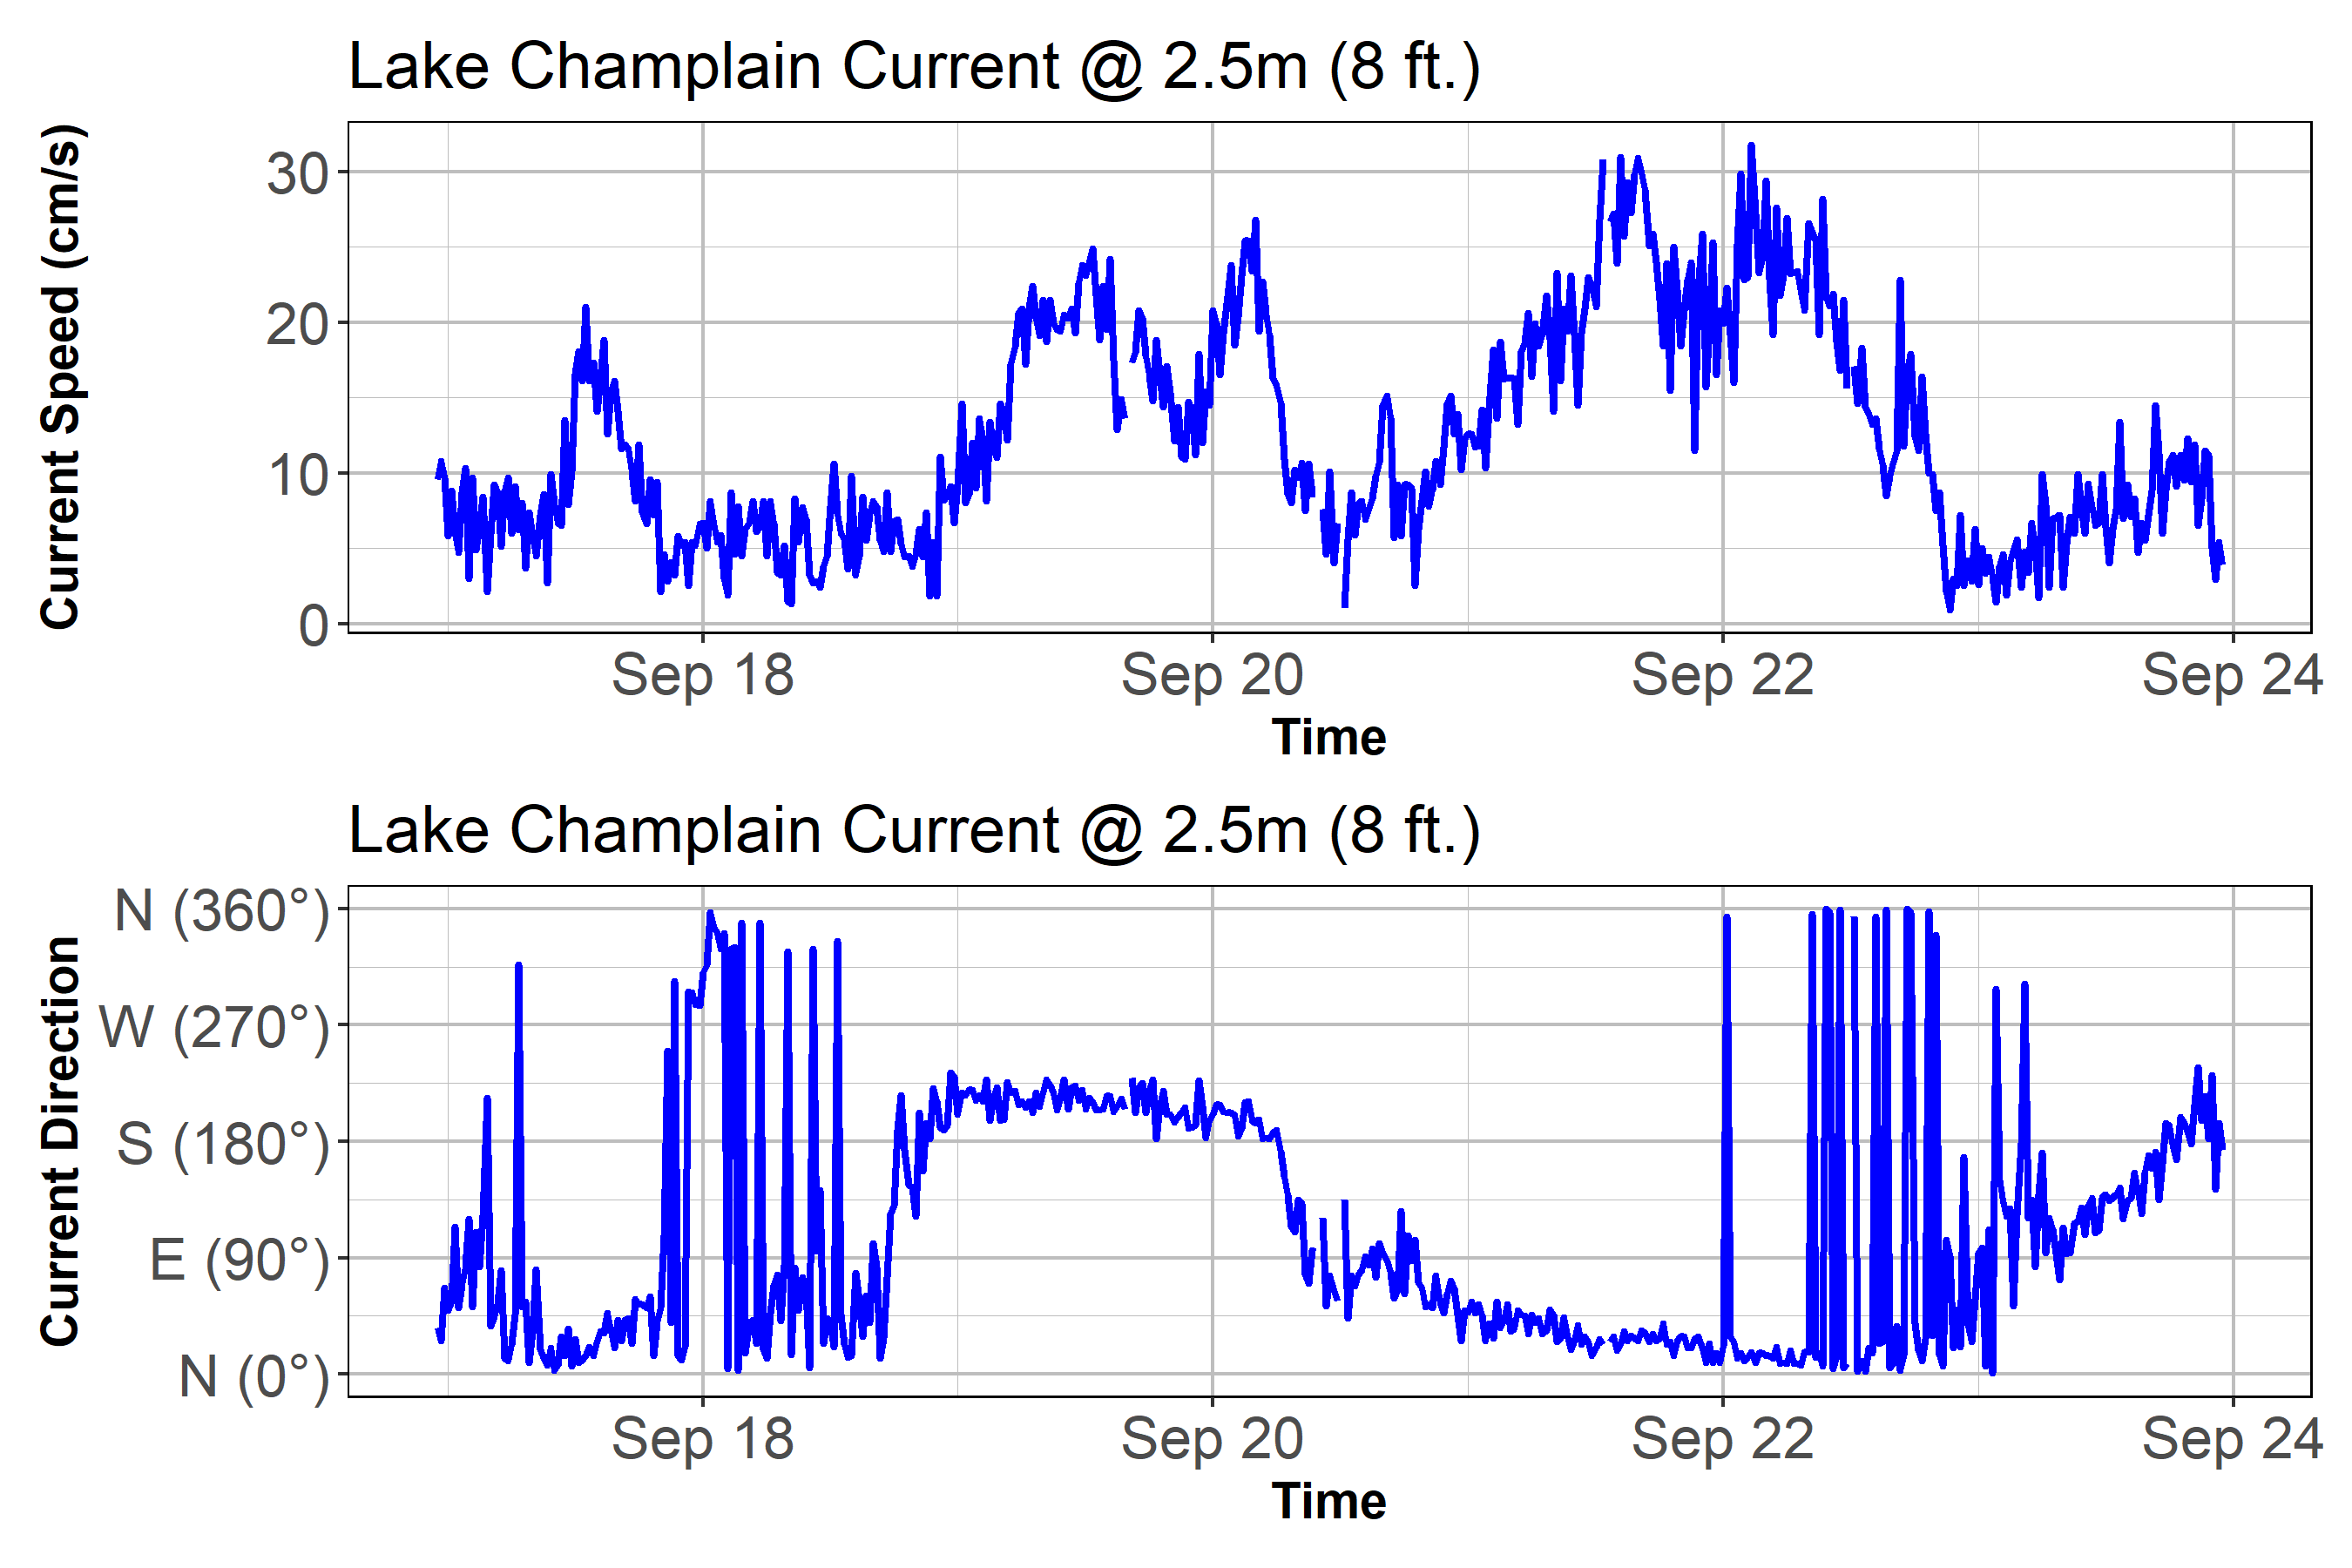 Lake Champlain Current @ 2.5m (8 ft.)
Current Speed (cm/s)
30
20
10
0
Sep 18 Sep 20 Sep 22 Sep 24
Time
Lake Champlain Current @ 2.5m (8 ft.)
Current Direction
N (360°)
W (270°)
S (180°)
E (90°)
N (0°)
Sep 18 Sep 20 Sep 22 Sep 24
Time